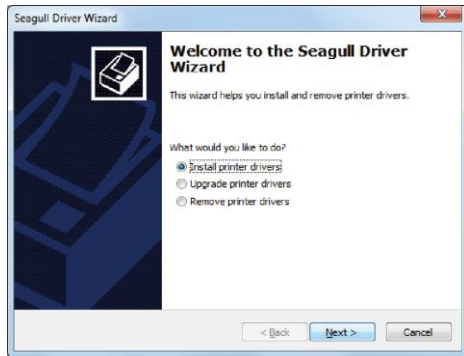 Seagull Driver Wizard
Welcome to the Seagull Driver
Wizard
This wizard helps you install and remove printer drivers.
What would you like to do?
Install printer drivers
Upgrade printer drivers
Remove printer drivers
< Back Next > Cancel